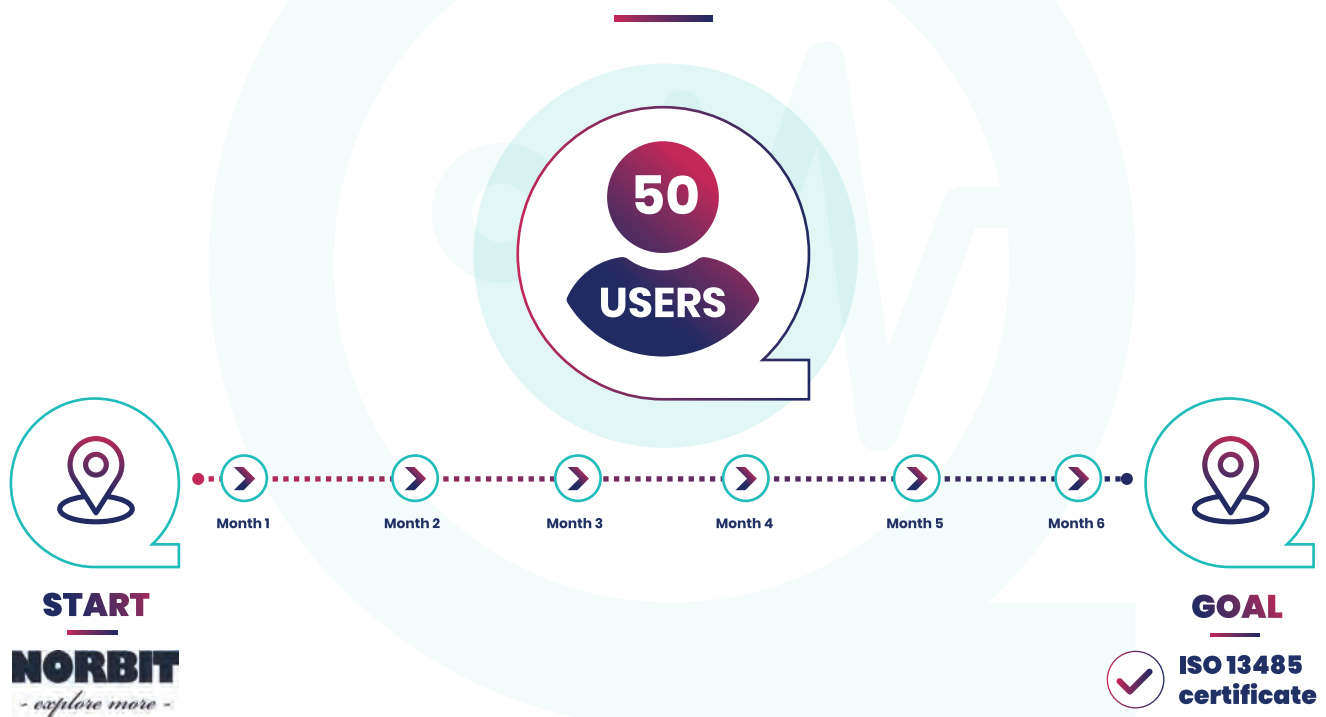 50
USERS
Month 1
Month 2
Month 3
Month 4
Month 5
Month 6
START
NORBIT
- explore more -
GOAL
ISO 13485
certificate